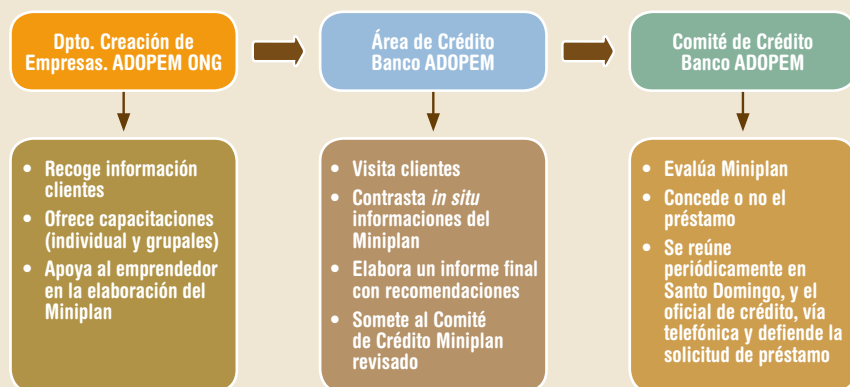 Dpto. Creación de
Empresas. ADOPEM ONG
Área de Crédito
Banco ADOPEM
Comité de Crédito
Banco ADOPEM
• Recoge información
clientes
• Ofrece capacitaciones
(individual y grupales)
• Apoya al emprendedor
en la elaboración del
Miniplan
• Visita clientes
• Contrasta in situ
informaciones del
Miniplan
• Elabora un informe final
con recomendaciones
• Somete al Comité
de Crédito Miniplan
revisado
• Evalúa Miniplan
• Concede o no el
préstamo
• Se reúne
periódicamente en
Santo Domingo, y el
oficial de crédito, vía
telefónica y defiende la
solicitud de préstamo